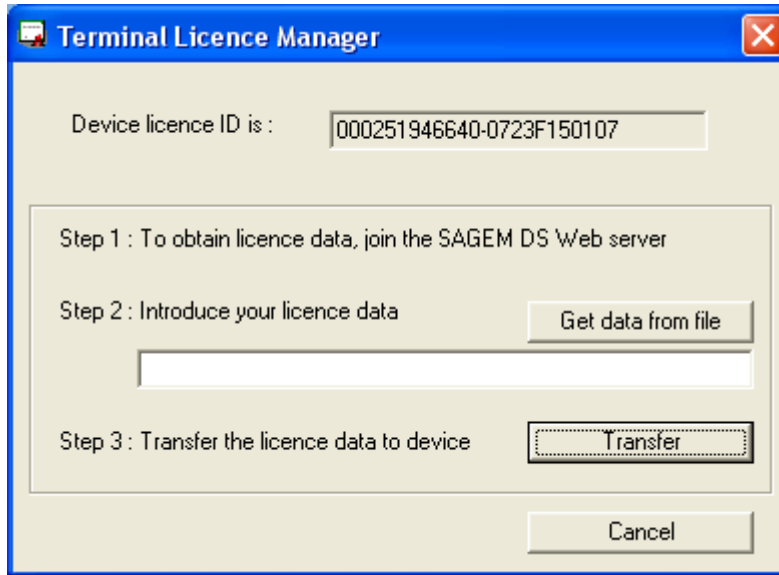 Terminal Licence Manager
Device licence ID is : 000251946640-0723F150107
Step 1 : To obtain licence data, join the SAGEM DS Web server
Step 2 : Introduce your licence data Get data from file
Step 3 : Transfer the licence data to device Transfer
Cancel